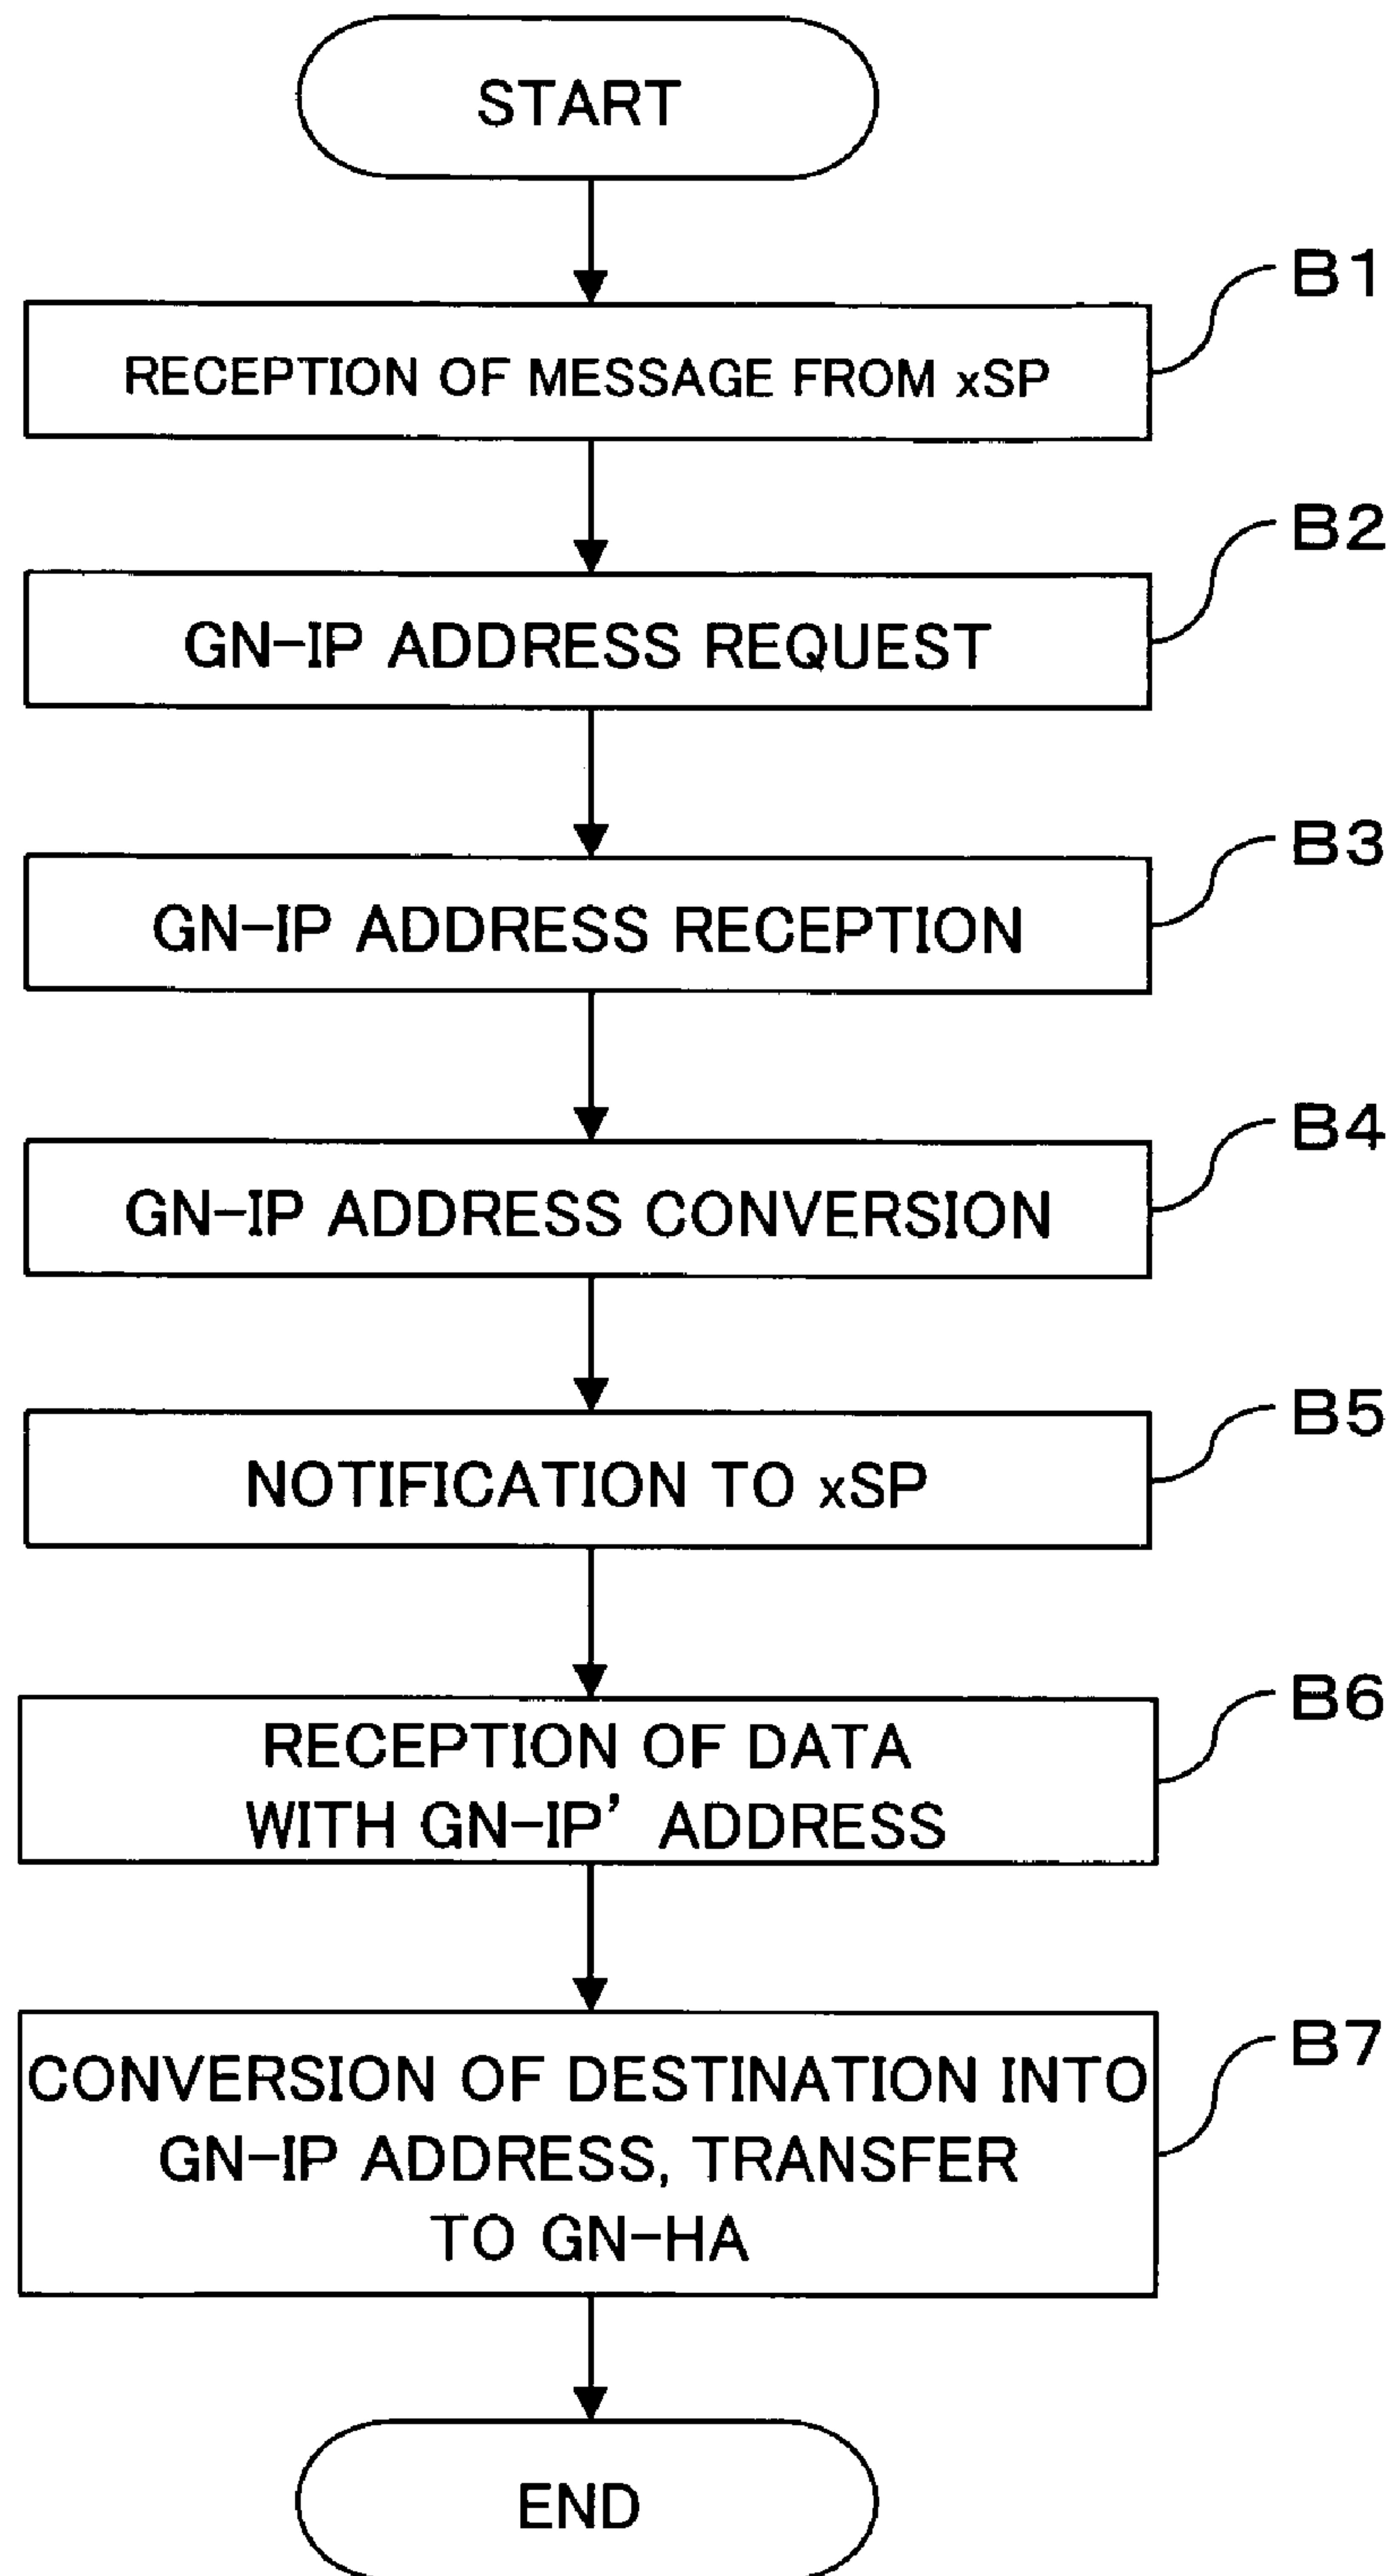 START
B1
RECEPTION OF MESSAGE FROM xSP
B2
GN-IP ADDRESS REQUEST
B3
GN-IP ADDRESS RECEPTION
B4
GN-IP ADDRESS CONVERSION
B5
NOTIFICATION TO xSP
B6
RECEPTION OF DATA
WITH GN-IP' ADDRESS
B7
CONVERSION OF DESTINATION INTO
GN-IP ADDRESS, TRANSFER
TO GN-HA
END